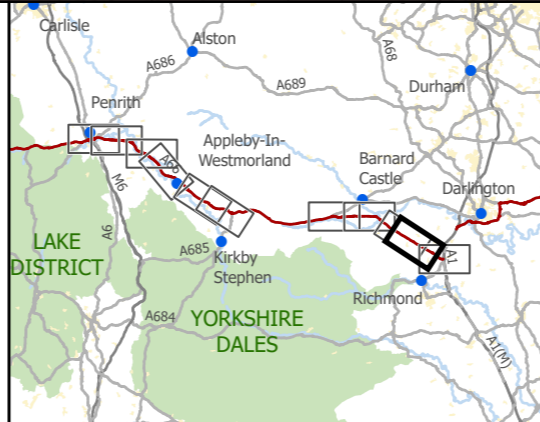 Carlisle
Alston
A686
A68
A689
Durham
Penrith
Appleby-In-
Westmorland
Barnard
Castle
Darlington
A66
M6
A6
LAKE
DISTRICT
A685
Kirkby
Stephen
A1
Richmond
A684
YORKSHIRE
DALES
A1(M)